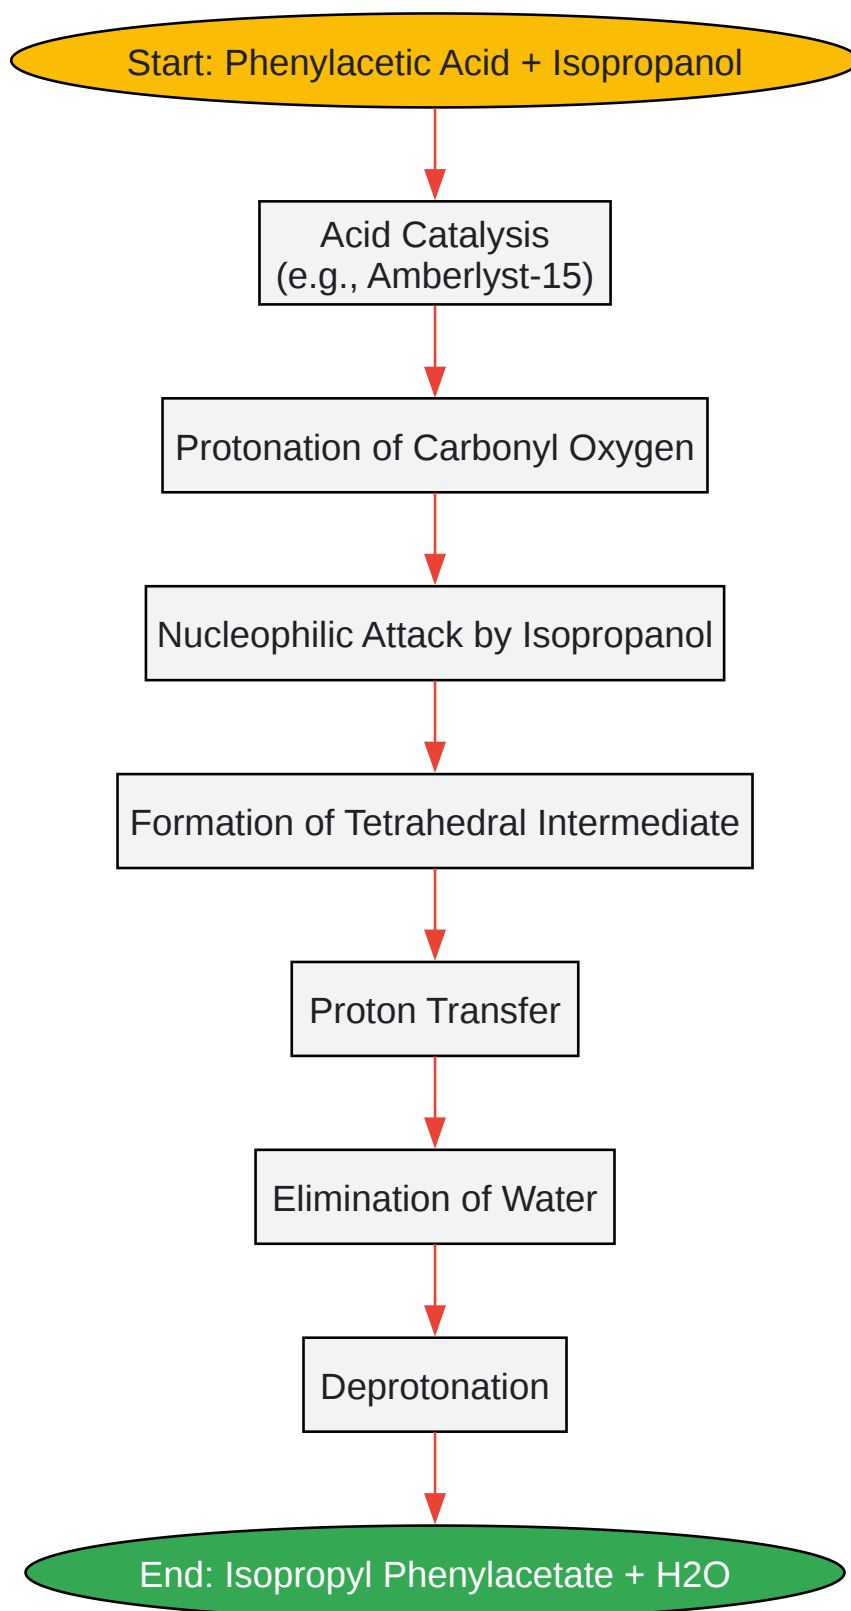 Start: Phenylacetic Acid + Isopropanol
Acid Catalysis
(e.g., Amberlyst-15)
Protonation of Carbonyl Oxygen
Nucleophilic Attack by Isopropanol
Formation of Tetrahedral Intermediate
Proton Transfer
Elimination of Water
Deprotonation
End: Isopropyl Phenylacetate + H2O